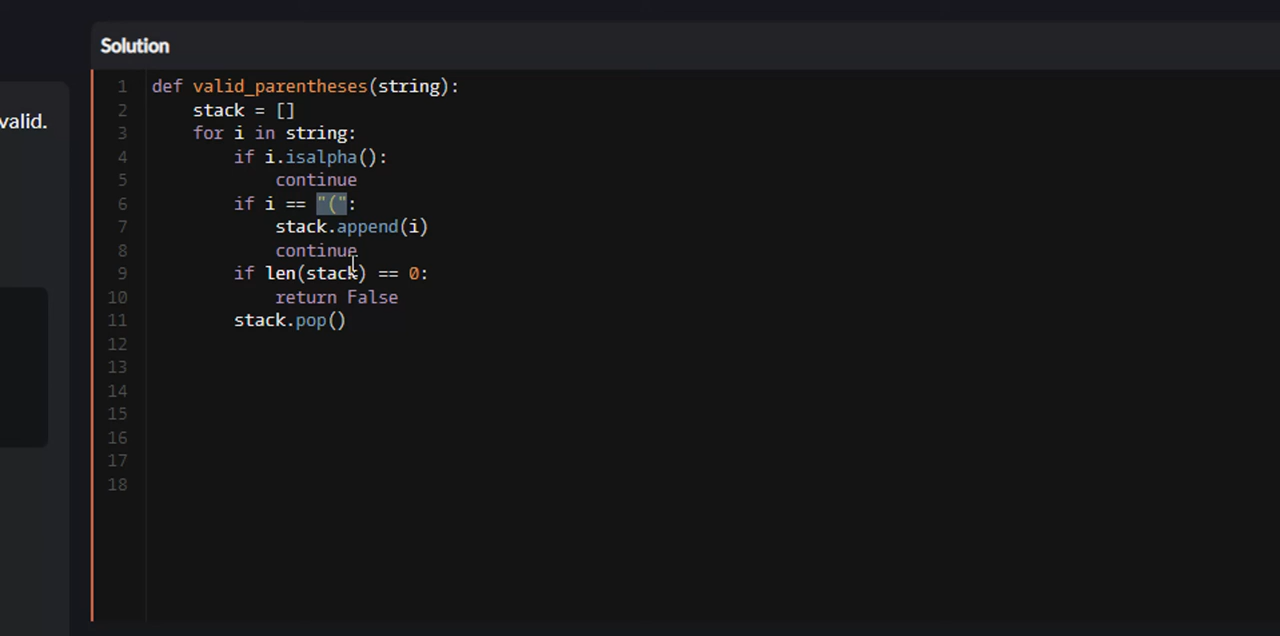 Solution
valid.
1 def valid_parentheses(string):
2 stack = []
3 for i in string:
4 if i.isalpha():
5 continue
6 if i == "(":
7 stack.append(i)
8 continue
9 if len(stack) == 0:
10 return False
11 stack.pop()
12
13
14
15
16
17
18